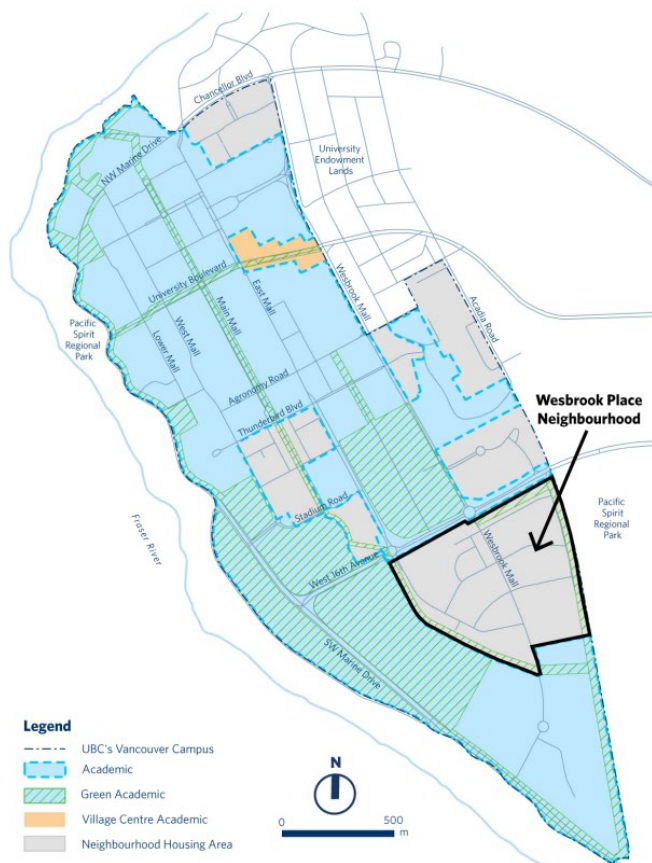 Chancellor Blvd
NW Marine Drive
University
Endowment
Lands
University Boulevard
Wesbrook Mall
East Mall
Main Mall
West Mall
Lower Mall
Acadia Road
Pacific
Spirit
Regional
Park
Agronomy Road
Thunderbird Blvd
Wesbrook Place
Neighbourhood
Stadium Road
Pacific
Spirit
Regional
Park
Fraser River
West 16th Avenue
Wesbrook Mall
SW Marine Drive
Legend
UBC's Vancouver Campus
Academic
Green Academic
Village Centre Academic
Neighbourhood Housing Area
N
0 500
m